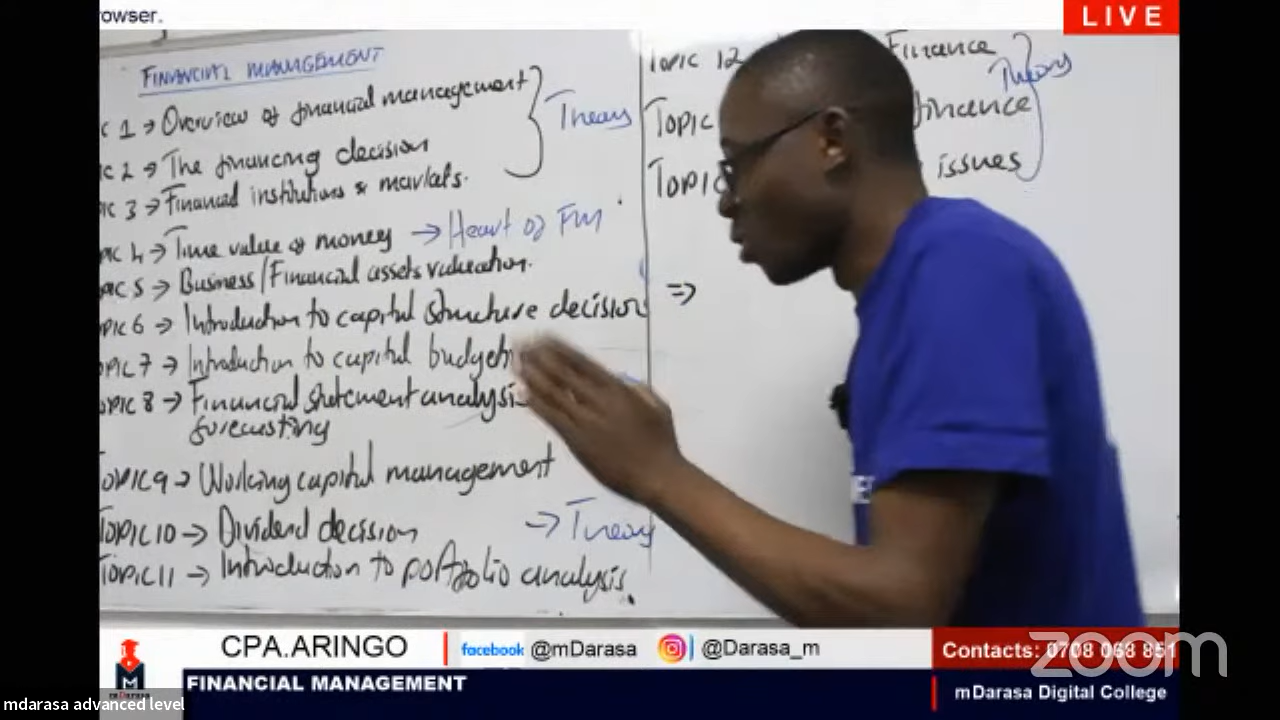 owser.
LIVE
FINANCIAL MANAGEMENT
c 1 → Overview of financial management
c 2 → The financing decision
Theory
ic 3 → Financial institutions & markets.
ic 4 → Time value of money → Heart of FM
pic 5 → Business/Financial assets valuation.
opic 6 → Introduction to capital structure decision ⇒
opic 7 → Introduction to capital budgeti
opic 8 → Financial statement analysis
forecasting
TOPIC 9 → Working capital management
TOPIC 10 → Dividend decision → Theory
TOPIC 11 → Introduction to portfolio analysis.
TOPIC 12 Finance
Theory
TOPIC finance
TOPIC issues
CPA.ARINGO
facebook @mDarasa
@Darasa_m
Contacts: 0708 068 851
zoom
mDarasa
FINANCIAL MANAGEMENT
mDarasa Digital College
mdarasa advanced level